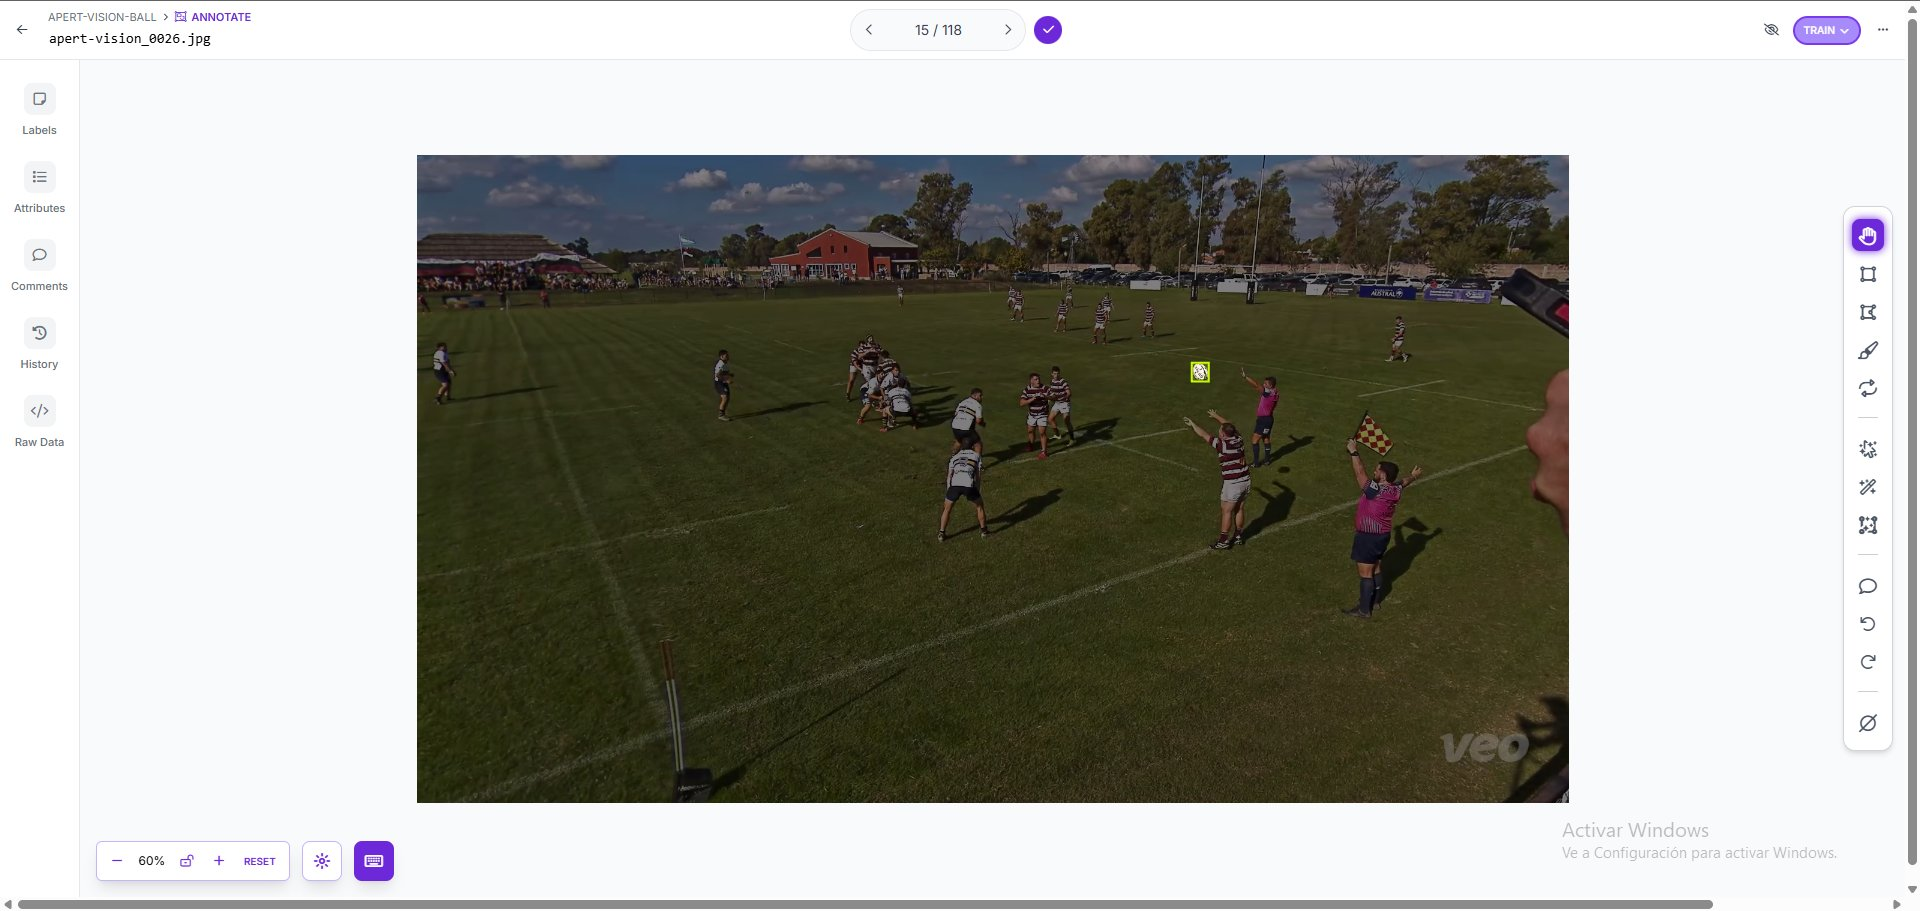 APERT-VISION-BALL > ANNOTATE
apert-vision_0026.jpg
15 / 118
TRAIN
Labels
Attributes
Comments
History
Raw Data
AUSTRAL
veo
60%
RESET
Activar Windows
Ve a Configuración para activar Windows.